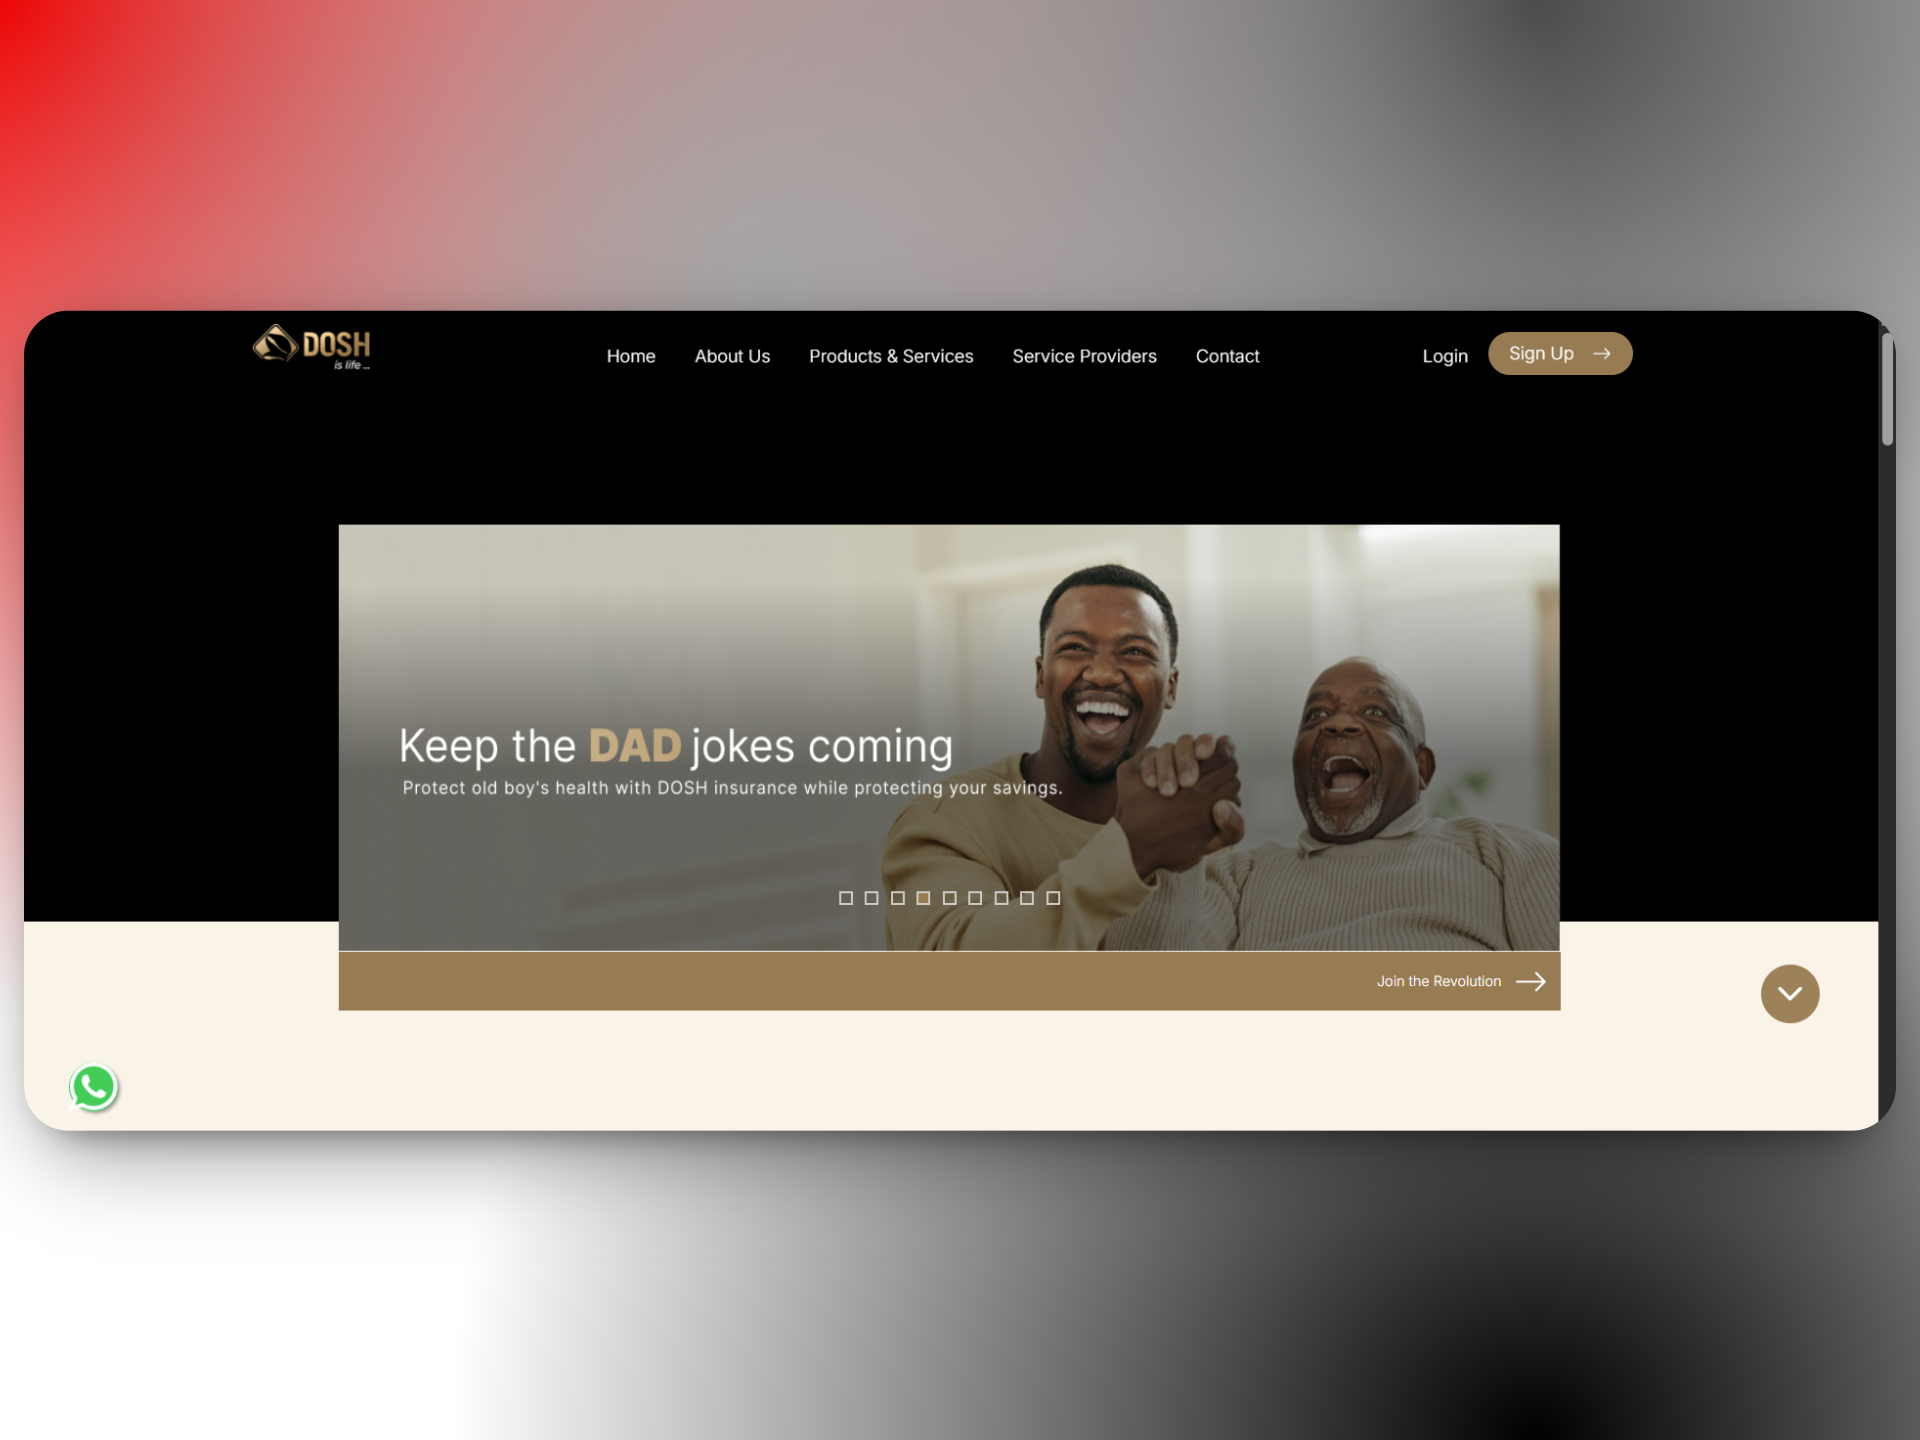 DOSH
is life ...
Home About Us Products & Services Service Providers Contact Login Sign Up
Keep the DAD jokes coming
Protect old boy's health with DOSH insurance while protecting your savings.
Join the Revolution